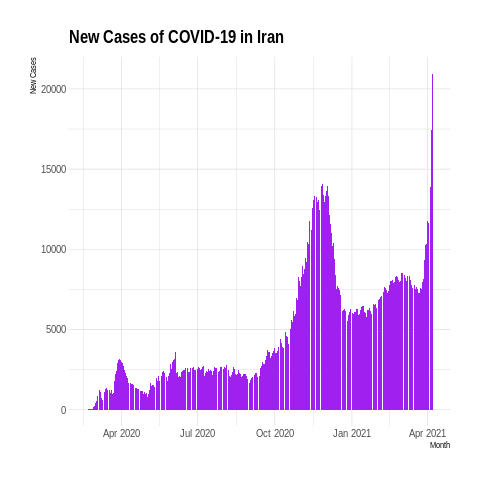 New Cases of COVID-19 in Iran
New Cases
20000
15000
10000
5000
0
Apr 2020 Jul 2020 Oct 2020 Jan 2021 Apr 2021
Month